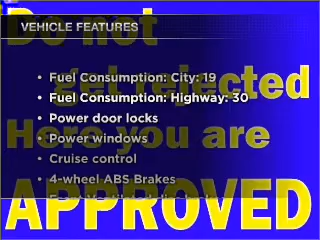 Do not
VEHICLE FEATURES
• Fuel Consumption: City: 19
get rejected
• Fuel Consumption: Highway: 30
• Power door locks
Here you are
• Power windows
• Cruise control
• 4-wheel ABS Brakes
APPROVED